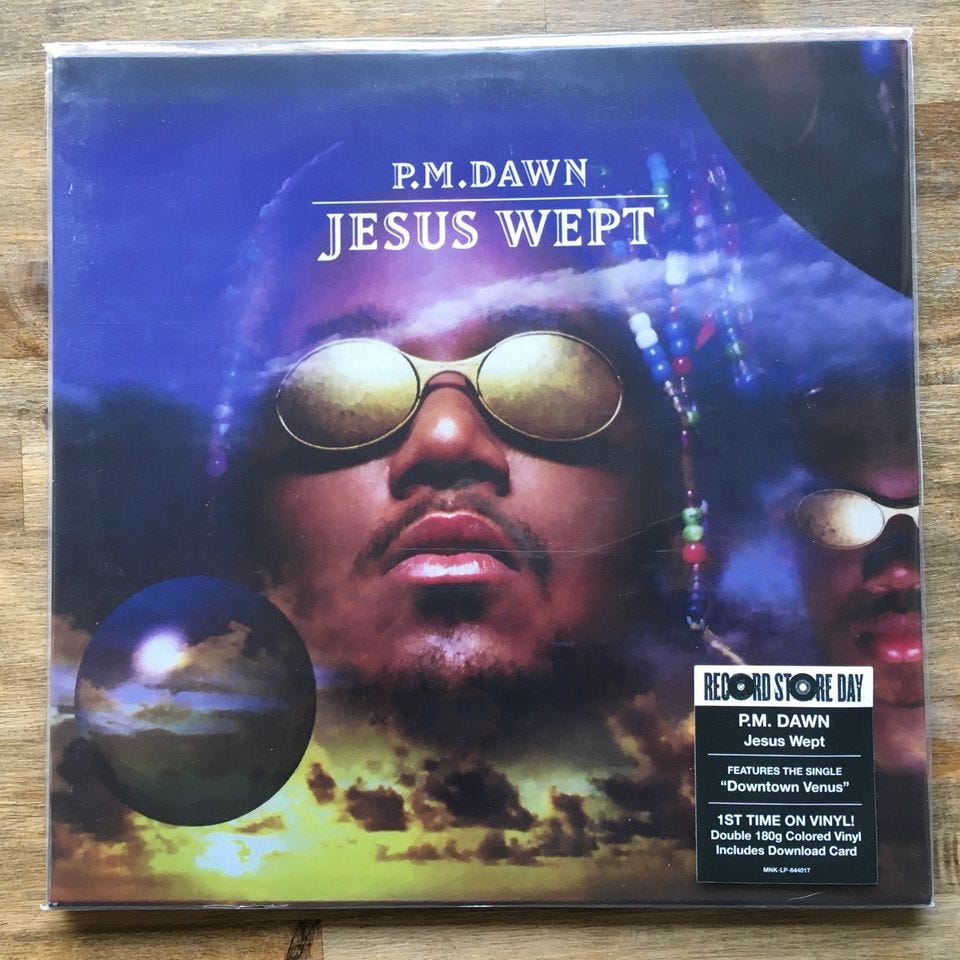 P.M.DAWN
JESUS WEPT
RECORD STORE DAY
P.M. DAWN
Jesus Wept
FEATURES THE SINGLE
“Downtown Venus”
1ST TIME ON VINYL!
Double 180g Colored Vinyl
Includes Download Card
MNK-LP-644017